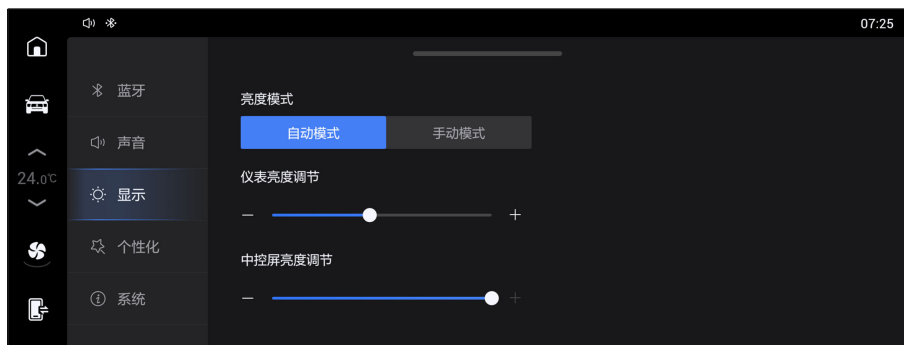 07:25
蓝牙
声音
显示
个性化
系统
24.0℃
亮度模式
自动模式 手动模式
仪表亮度调节
中控屏亮度调节